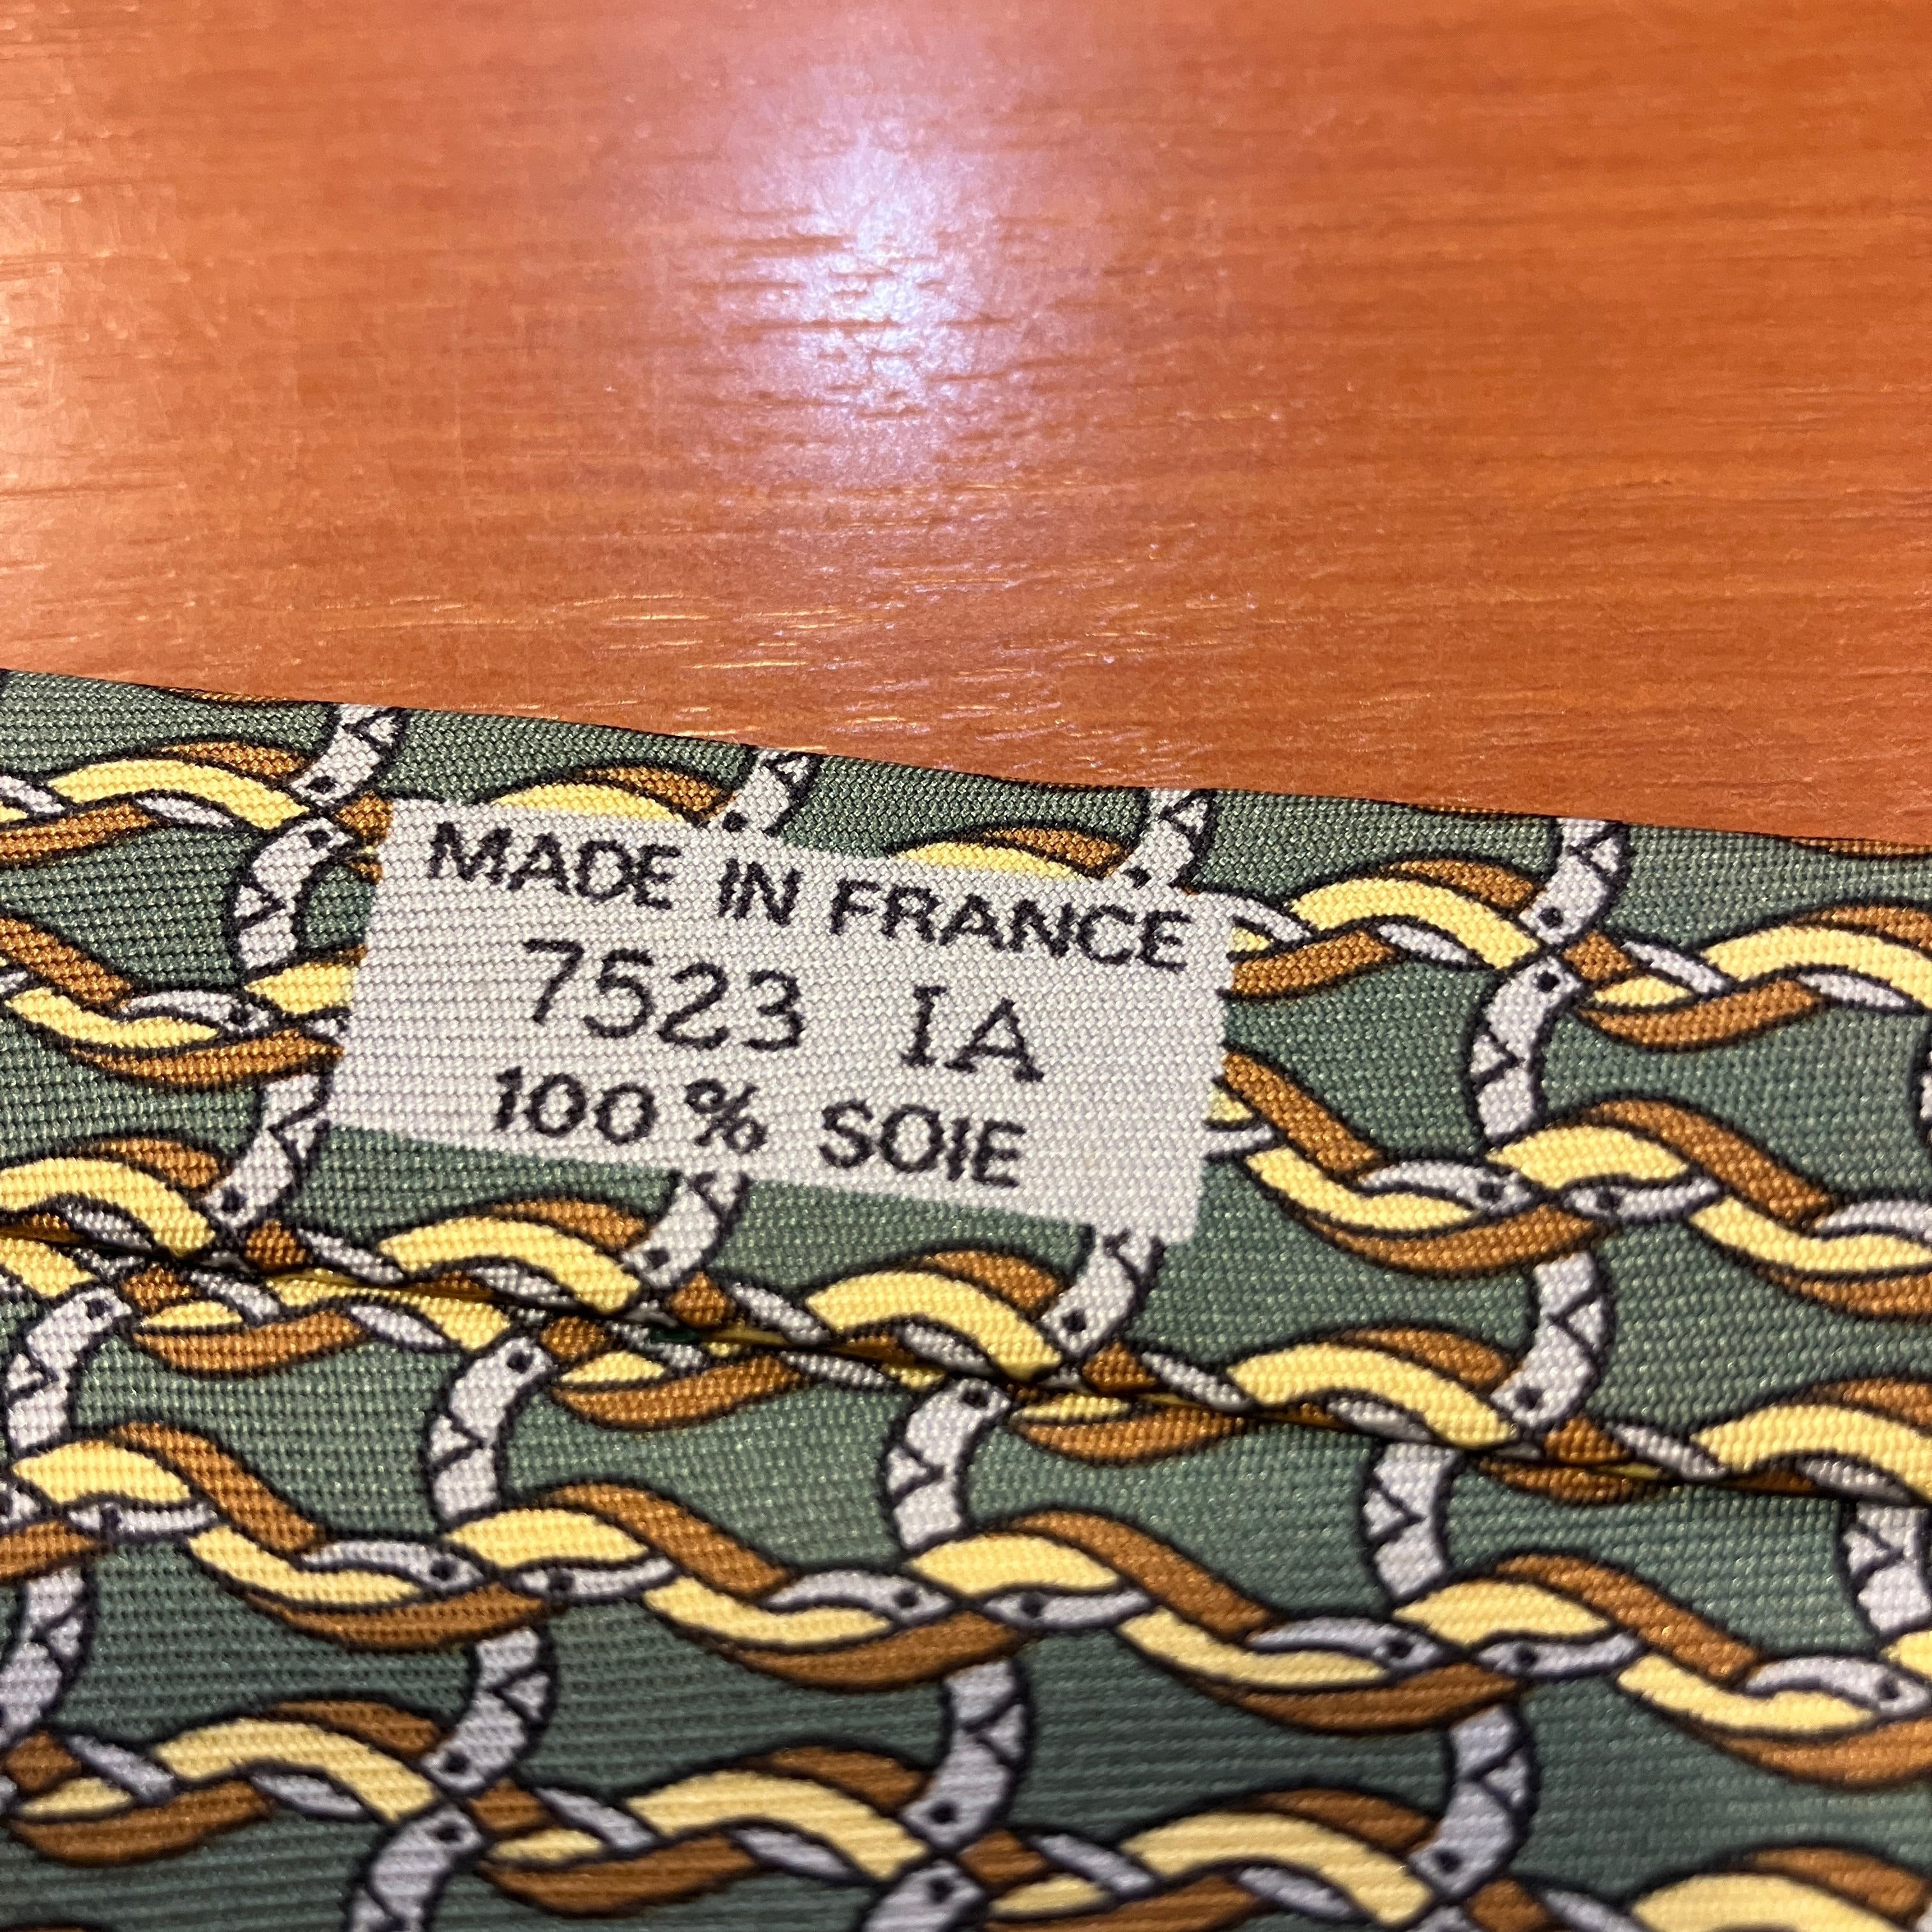 MADE IN FRANCE
7523 IA
100% SOIE